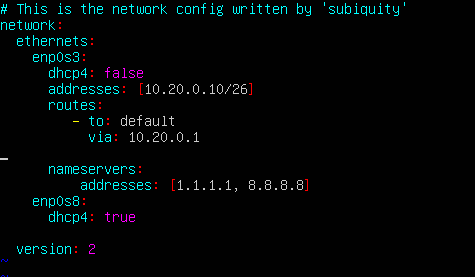 # This is the network config written by 'subiquity'
network:
  ethernets:
    enp0s3:
      dhcp4: false
      addresses: [10.20.0.10/26]
      routes:
         - to: default
           via: 10.20.0.1

      nameservers:
          addresses: [1.1.1.1, 8.8.8.8]
    enp0s8:
      dhcp4: true

  version: 2
~
~